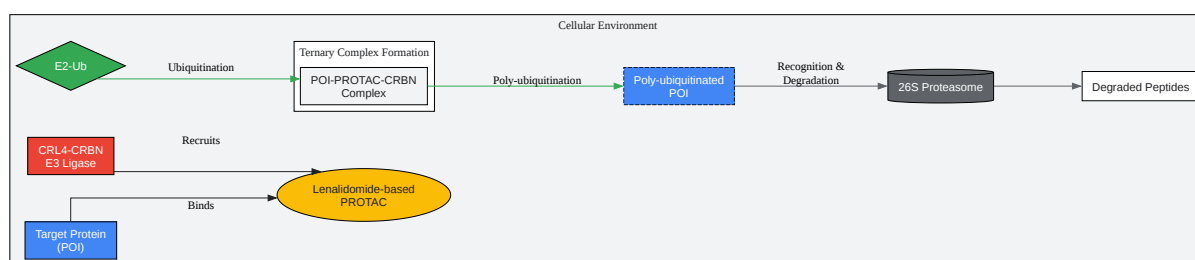 Cellular Environment
E2-Ub
Ubiquitination
Ternary Complex Formation
POI-PROTAC-CRBN
Complex
Poly-ubiquitination
Poly-ubiquitinated
POI
Recognition &
Degradation
26S Proteasome
Degraded Peptides
CRL4-CRBN
E3 Ligase
Recruits
Lenalidomide-based
PROTAC
Binds
Target Protein
(POI)